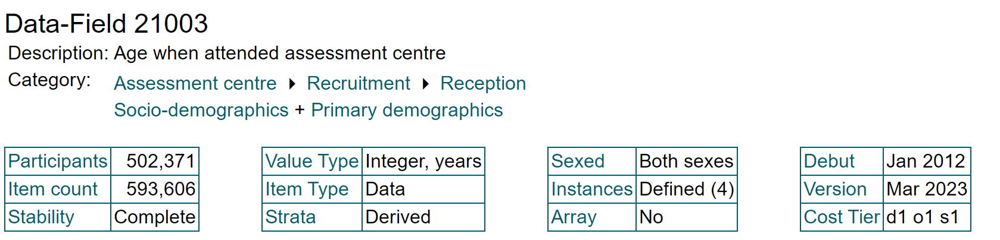 Data-Field 21003
Description: Age when attended assessment centre
Category: Assessment centre ▸ Recruitment ▸ Reception
Socio-demographics + Primary demographics
Participants 502,371 Value Type Integer, years Sexed Both sexes Debut Jan 2012
Item count 593,606 Item Type Data Instances Defined (4) Version Mar 2023
Stability Complete Strata Derived Array No Cost Tier d1 o1 s1